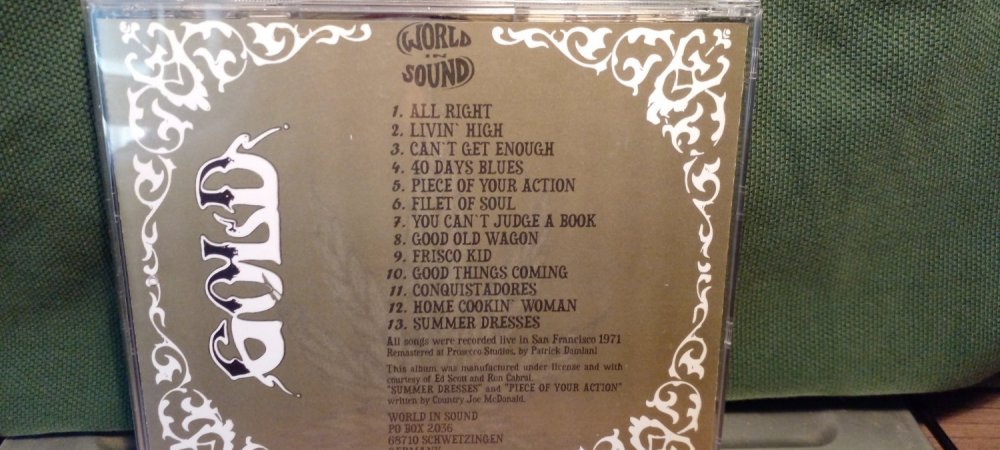 WORLD
IN
SOUND
GOLD
1. ALL RIGHT
2. LIVIN` HIGH
3. CAN`T GET ENOUGH
4. 40 DAYS BLUES
5. PIECE OF YOUR ACTION
6. FILET OF SOUL
7. YOU CAN`T JUDGE A BOOK
8. GOOD OLD WAGON
9. FRISCO KID
10. GOOD THINGS COMING
11. CONQUISTADORES
12. HOME COOKIN` WOMAN
13. SUMMER DRESSES
All songs were recorded live in San Francisco 1971
Remastered at Prosecco Studios, by Patrick Damiani
This album was manufactured under license and with
courtesy of Ed Scott and Ron Cabral.
"SUMMER DRESSES" and "PIECE OF YOUR ACTION"
written by Country Joe McDonald.
WORLD IN SOUND
PO BOX 2036
68710 SCHWETZINGEN
GERMANY